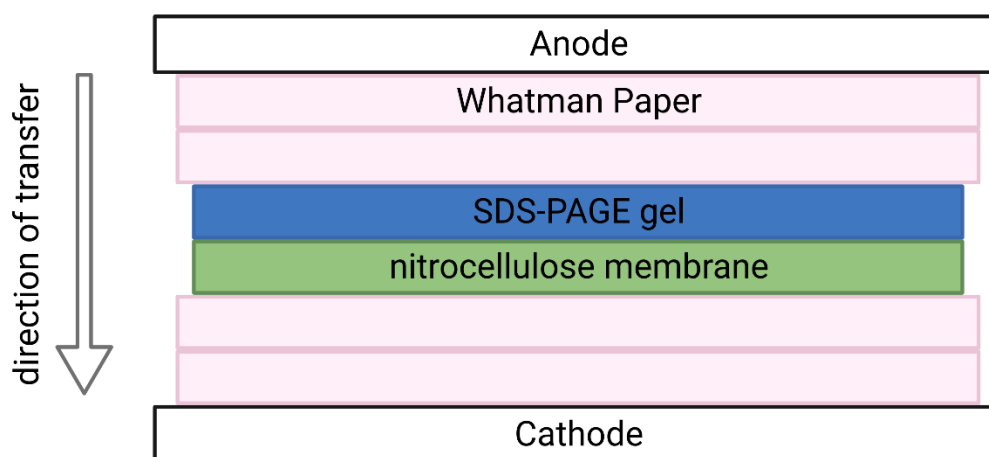 Anode
direction of transfer
Whatman Paper
SDS-PAGE gel
nitrocellulose membrane
Cathode